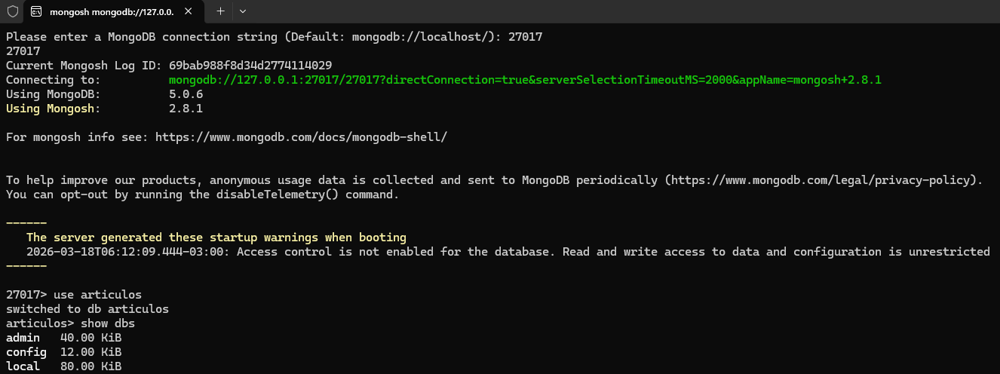 mongosh mongodb://127.0.0.
Please enter a MongoDB connection string (Default: mongodb://localhost/): 27017
27017
Current Mongosh Log ID: 69bab988f8d34d2774114029
Connecting to: mongodb://127.0.0.1:27017/27017?directConnection=true&serverSelectionTimeoutMS=2000&appName=mongosh+2.8.1
Using MongoDB: 5.0.6
Using Mongosh: 2.8.1
For mongosh info see: https://www.mongodb.com/docs/mongodb-shell/
To help improve our products, anonymous usage data is collected and sent to MongoDB periodically (https://www.mongodb.com/legal/privacy-policy).
You can opt-out by running the disableTelemetry() command.
------
The server generated these startup warnings when booting
2026-03-18T06:12:09.444-03:00: Access control is not enabled for the database. Read and write access to data and configuration is unrestricted
------
27017> use articulos
switched to db articulos
articulos> show dbs
admin 40.00 KiB
config 12.00 KiB
local 80.00 KiB